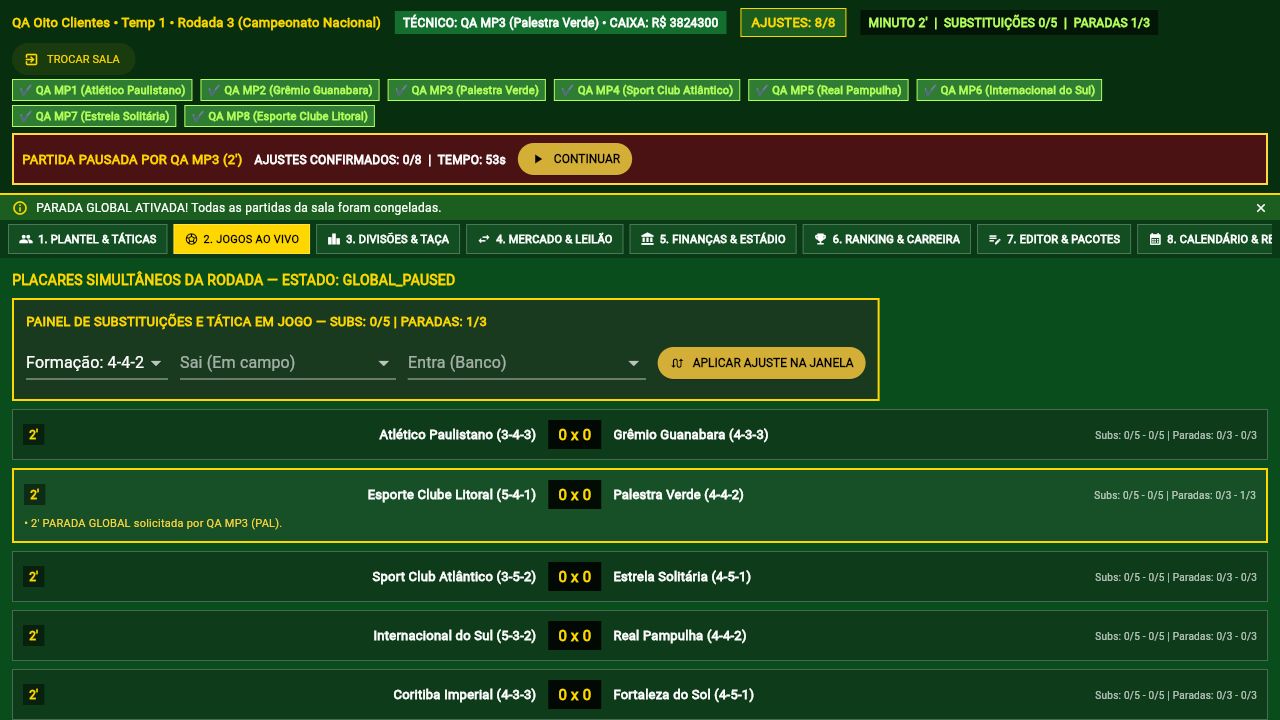 QA Oito Clientes • Temp 1 • Rodada 3 (Campeonato Nacional) TÉCNICO: QA MP3 (Palestra Verde) • CAIXA: R$ 3824300 AJUSTES: 8/8 MINUTO 2' | SUBSTITUIÇÕES 0/5 | PARADAS 1/3
TROCAR SALA
QA MP1 (Atlético Paulistano) QA MP2 (Grêmio Guanabara) QA MP3 (Palestra Verde) QA MP4 (Sport Club Atlântico) QA MP5 (Real Pampulha) QA MP6 (Internacional do Sul)
QA MP7 (Estrela Solitária) QA MP8 (Esporte Clube Litoral)
PARTIDA PAUSADA POR QA MP3 (2') AJUSTES CONFIRMADOS: 0/8 | TEMPO: 53s CONTINUAR
PARADA GLOBAL ATIVADA! Todas as partidas da sala foram congeladas.
1. PLANTEL & TÁTICAS 2. JOGOS AO VIVO 3. DIVISÕES & TAÇA 4. MERCADO & LEILÃO 5. FINANÇAS & ESTÁDIO 6. RANKING & CARREIRA 7. EDITOR & PACOTES 8. CALENDÁRIO & RE
PLACARES SIMULTÂNEOS DA RODADA — ESTADO: GLOBAL_PAUSED
PAINEL DE SUBSTITUIÇÕES E TÁTICA EM JOGO — SUBS: 0/5 | PARADAS: 1/3
Formação: 4-4-2 Sai (Em campo) Entra (Banco) APLICAR AJUSTE NA JANELA
2' Atlético Paulistano (3-4-3) 0 x 0 Grêmio Guanabara (4-3-3) Subs: 0/5 - 0/5 | Paradas: 0/3 - 0/3
2' Esporte Clube Litoral (5-4-1) 0 x 0 Palestra Verde (4-4-2) Subs: 0/5 - 0/5 | Paradas: 0/3 - 1/3
• 2' PARADA GLOBAL solicitada por QA MP3 (PAL).
2' Sport Club Atlântico (3-5-2) 0 x 0 Estrela Solitária (4-5-1) Subs: 0/5 - 0/5 | Paradas: 0/3 - 0/3
2' Internacional do Sul (5-3-2) 0 x 0 Real Pampulha (4-4-2) Subs: 0/5 - 0/5 | Paradas: 0/3 - 0/3
2' Coritiba Imperial (4-3-3) 0 x 0 Fortaleza do Sol (4-5-1) Subs: 0/5 - 0/5 | Paradas: 0/3 - 0/3